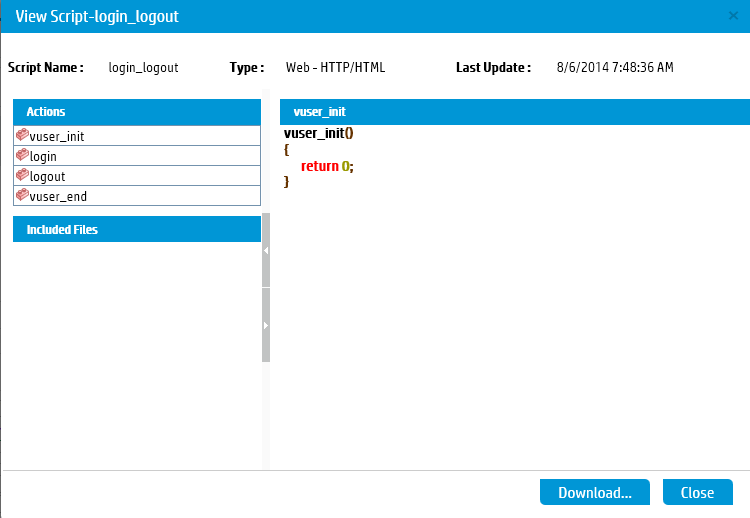 View Script-login_logout
×
Script Name : login_logout Type : Web - HTTP/HTML Last Update : 8/6/2014 7:48:36 AM
Actions
vuser_init
login
logout
vuser_end
Included Files
vuser_init
vuser_init()
{
return 0;
}
Download... Close